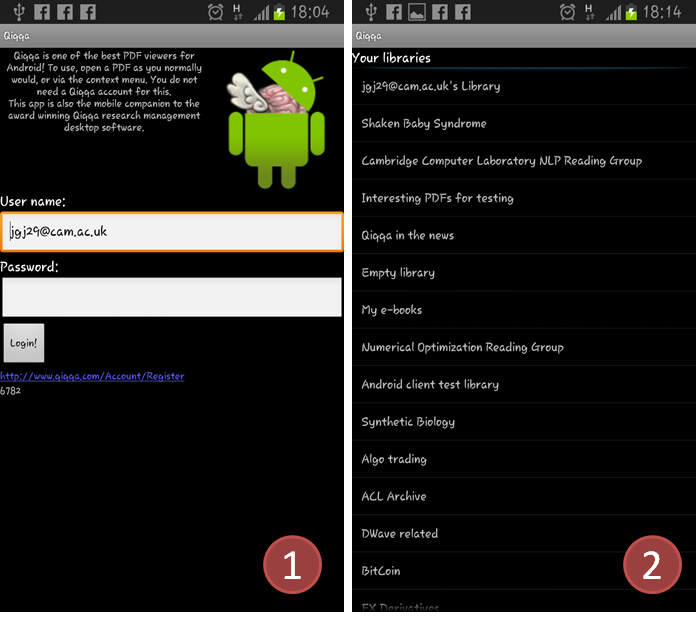 18:04
Qiqqa
Qiqqa is one of the best PDF viewers for
Android! To use, open a PDF as you normally
would, or via the context menu. You do not
need a Qiqqa account for this.
This app is also the mobile companion to the
award winning Qiqqa research management
desktop software.
User name:
jgj29@cam.ac.uk
Password:
Login!
http://www.qiqqa.com/Account/Register
6782
1
18:14
Qiqqa
Your libraries
jgj29@cam.ac.uk's Library
Shaken Baby Syndrome
Cambridge Computer Laboratory NLP Reading Group
Interesting PDFs for testing
Qiqqa in the news
Empty library
My e-books
Numerical Optimization Reading Group
Android client test library
Synthetic Biology
Algo trading
ACL Archive
DWave related
BitCoin
FX Derivatives
2